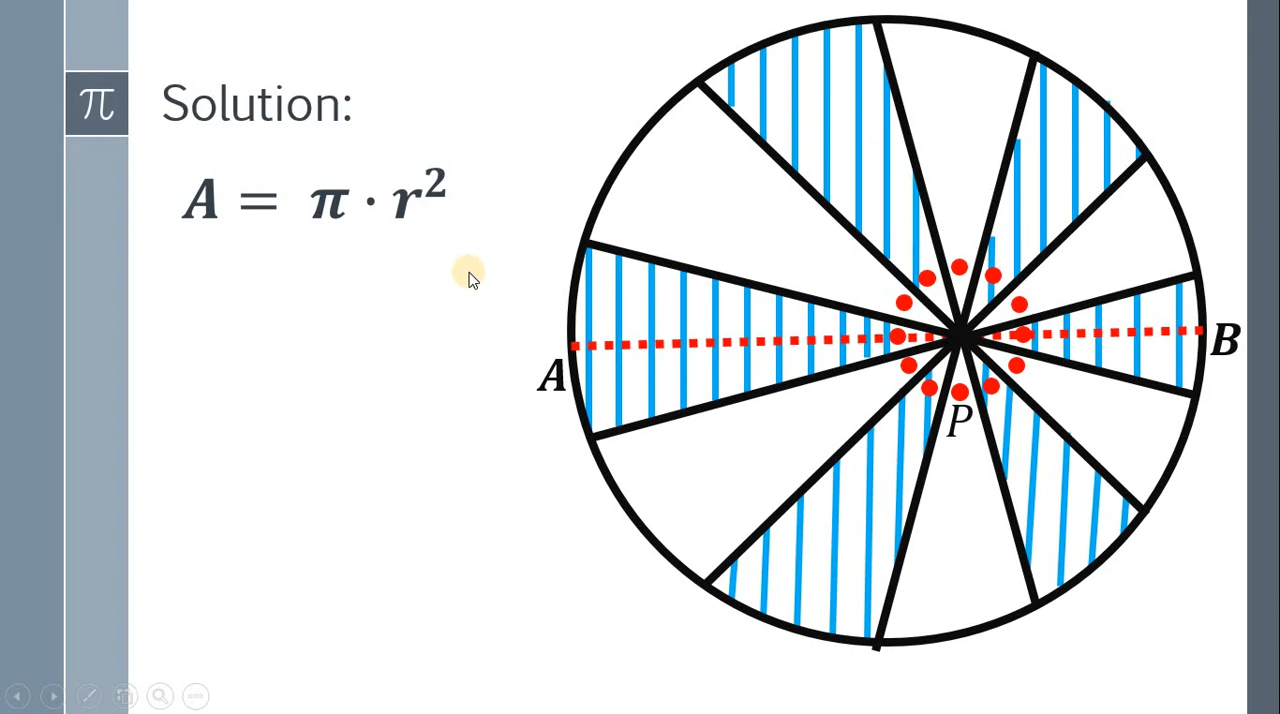 π
Solution:
A = π · r²
A
B
P